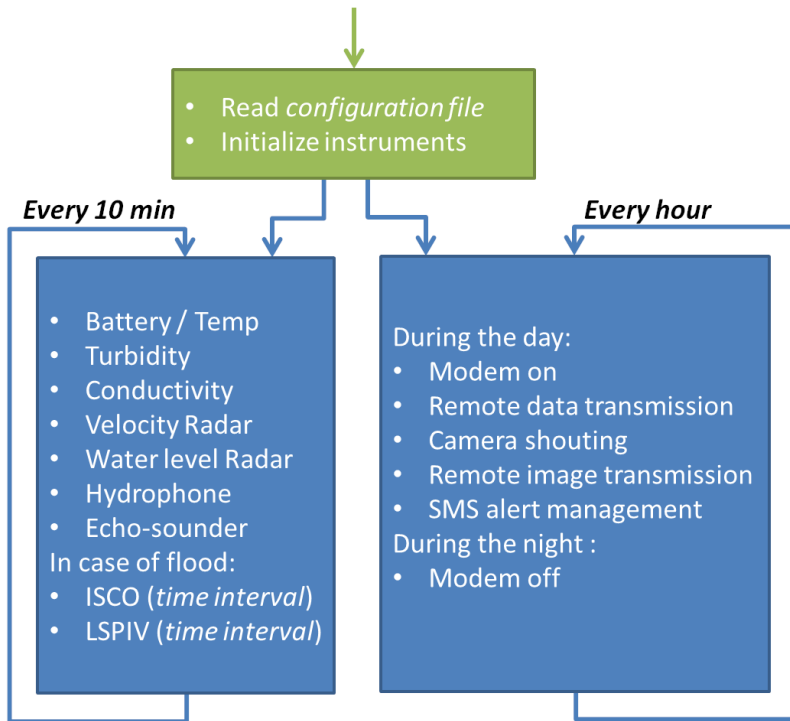 • Read configuration file
• Initialize instruments
Every 10 min
• Battery / Temp
• Turbidity
• Conductivity
• Velocity Radar
• Water level Radar
• Hydrophone
• Echo-sounder
In case of flood:
• ISCO (time interval)
• LSPIV (time interval)
Every hour
During the day:
• Modem on
• Remote data transmission
• Camera shouting
• Remote image transmission
• SMS alert management
During the night :
• Modem off